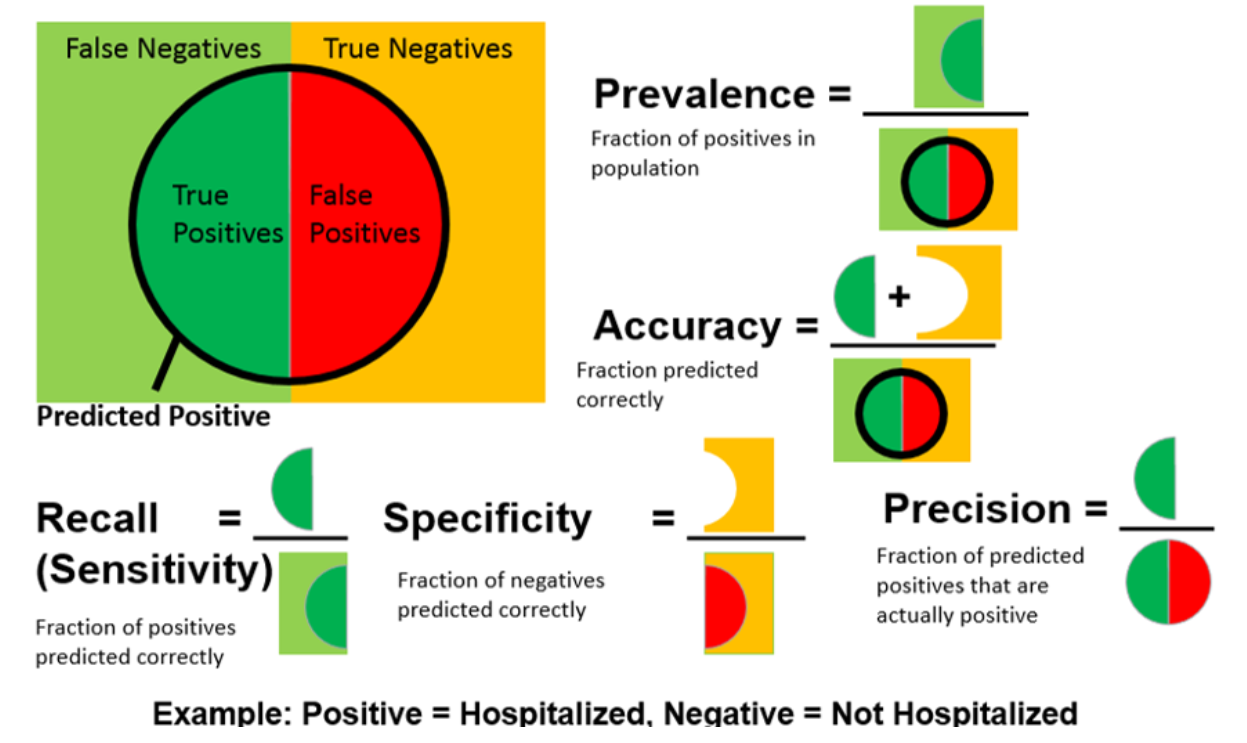 False Negatives
True Negatives
True
Positives
False
Positives
Predicted Positive
Prevalence =
Fraction of positives in
population
+
Accuracy =
Fraction predicted
correctly
Recall =
(Sensitivity)
Fraction of positives
predicted correctly
Specificity =
Fraction of negatives
predicted correctly
Precision =
Fraction of predicted
positives that are
actually positive
Example: Positive = Hospitalized, Negative = Not Hospitalized